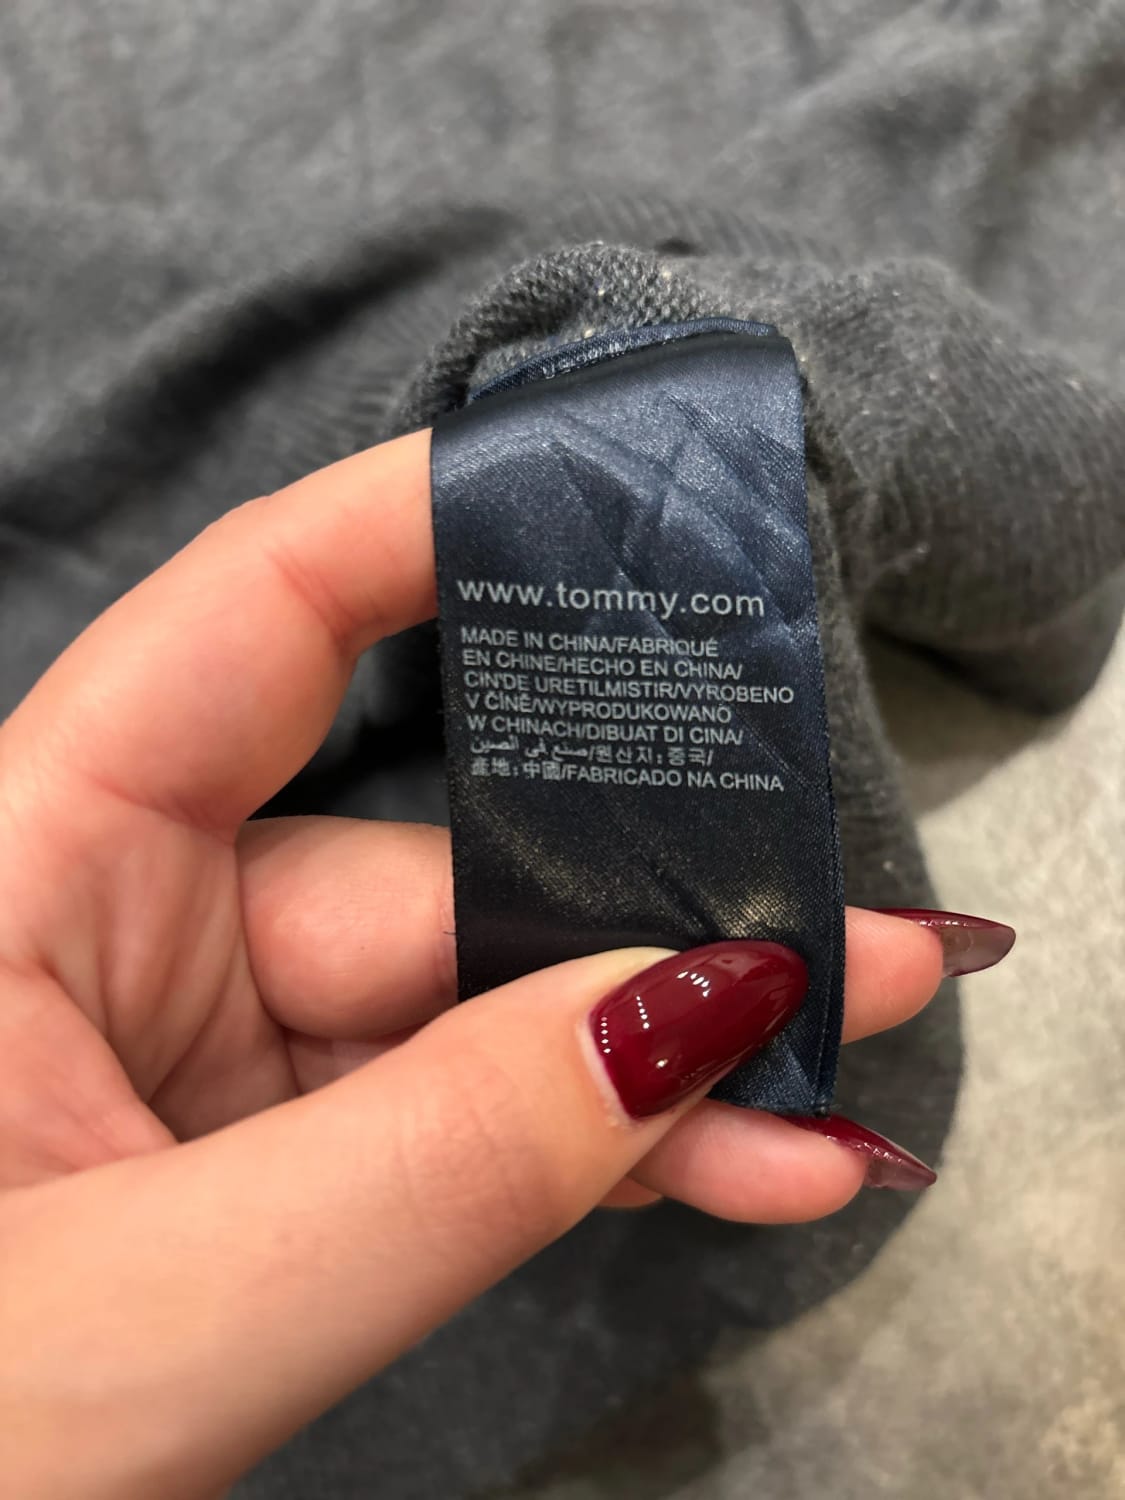 www.tommy.com
MADE IN CHINA/FABRIQUÉ
EN CHINE/HECHO EN CHINA/
CIN'DE URETILMISTIR/VYROBENO
V ČÍNĚ/WYPRODUKOWANO
W CHINACH/DIBUAT DI CINA/
صنع في الصين/원산지: 중국/
産地: 中國/FABRICADO NA CHINA